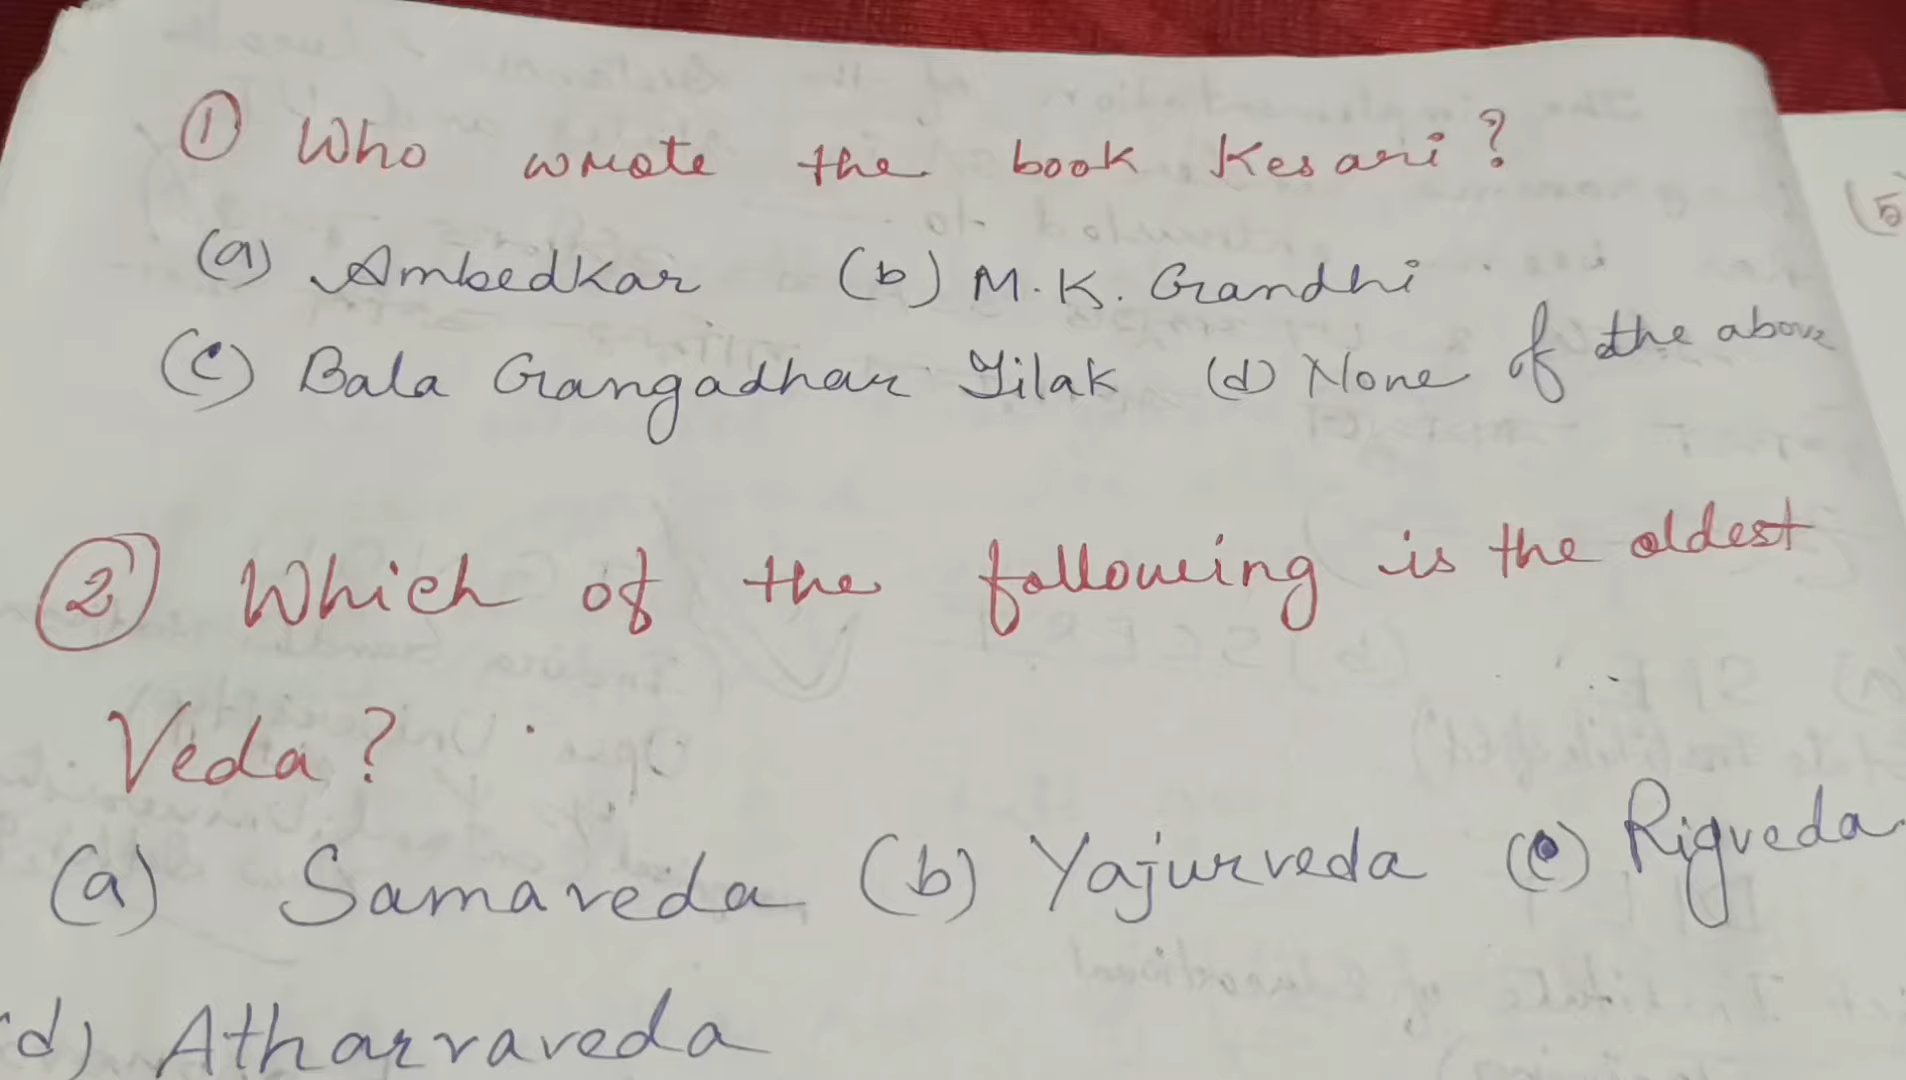 ① Who wrote the book Kesari?
(a) Ambedkar (b) M.K. Gandhi
(c) Bala Gangadhar Tilak (d) None of the above
② Which of the following is the oldest
Veda?
(a) Samaveda (b) Yajurveda (c) Rigveda
(d) Atharvaveda
(5